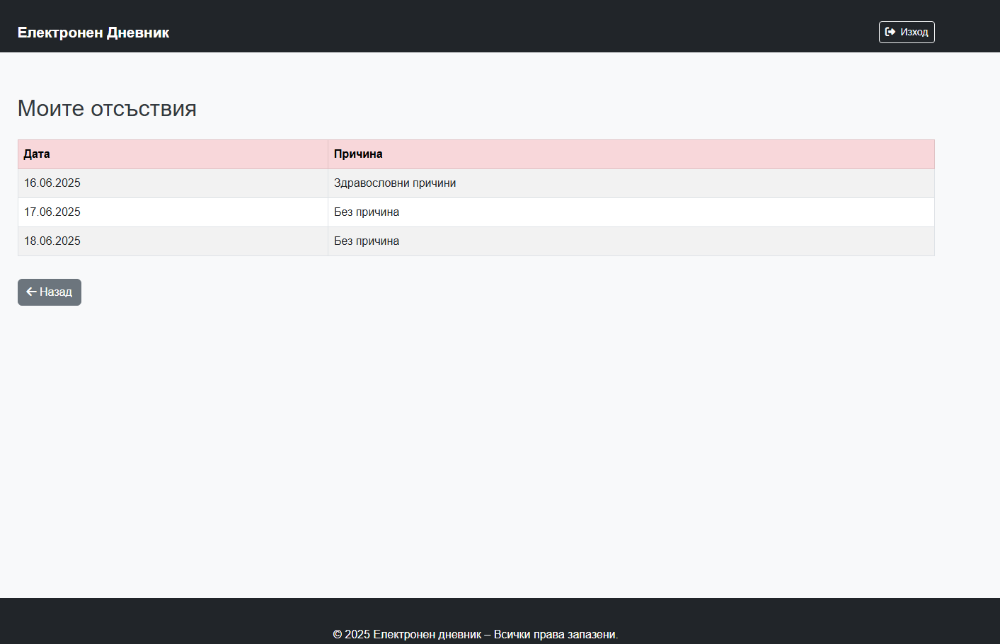 Електронен Дневник
Изход
Моите отсъствия
Дата Причина
16.06.2025 Здравословни причини
17.06.2025 Без причина
18.06.2025 Без причина
Назад
© 2025 Електронен дневник – Всички права запазени.